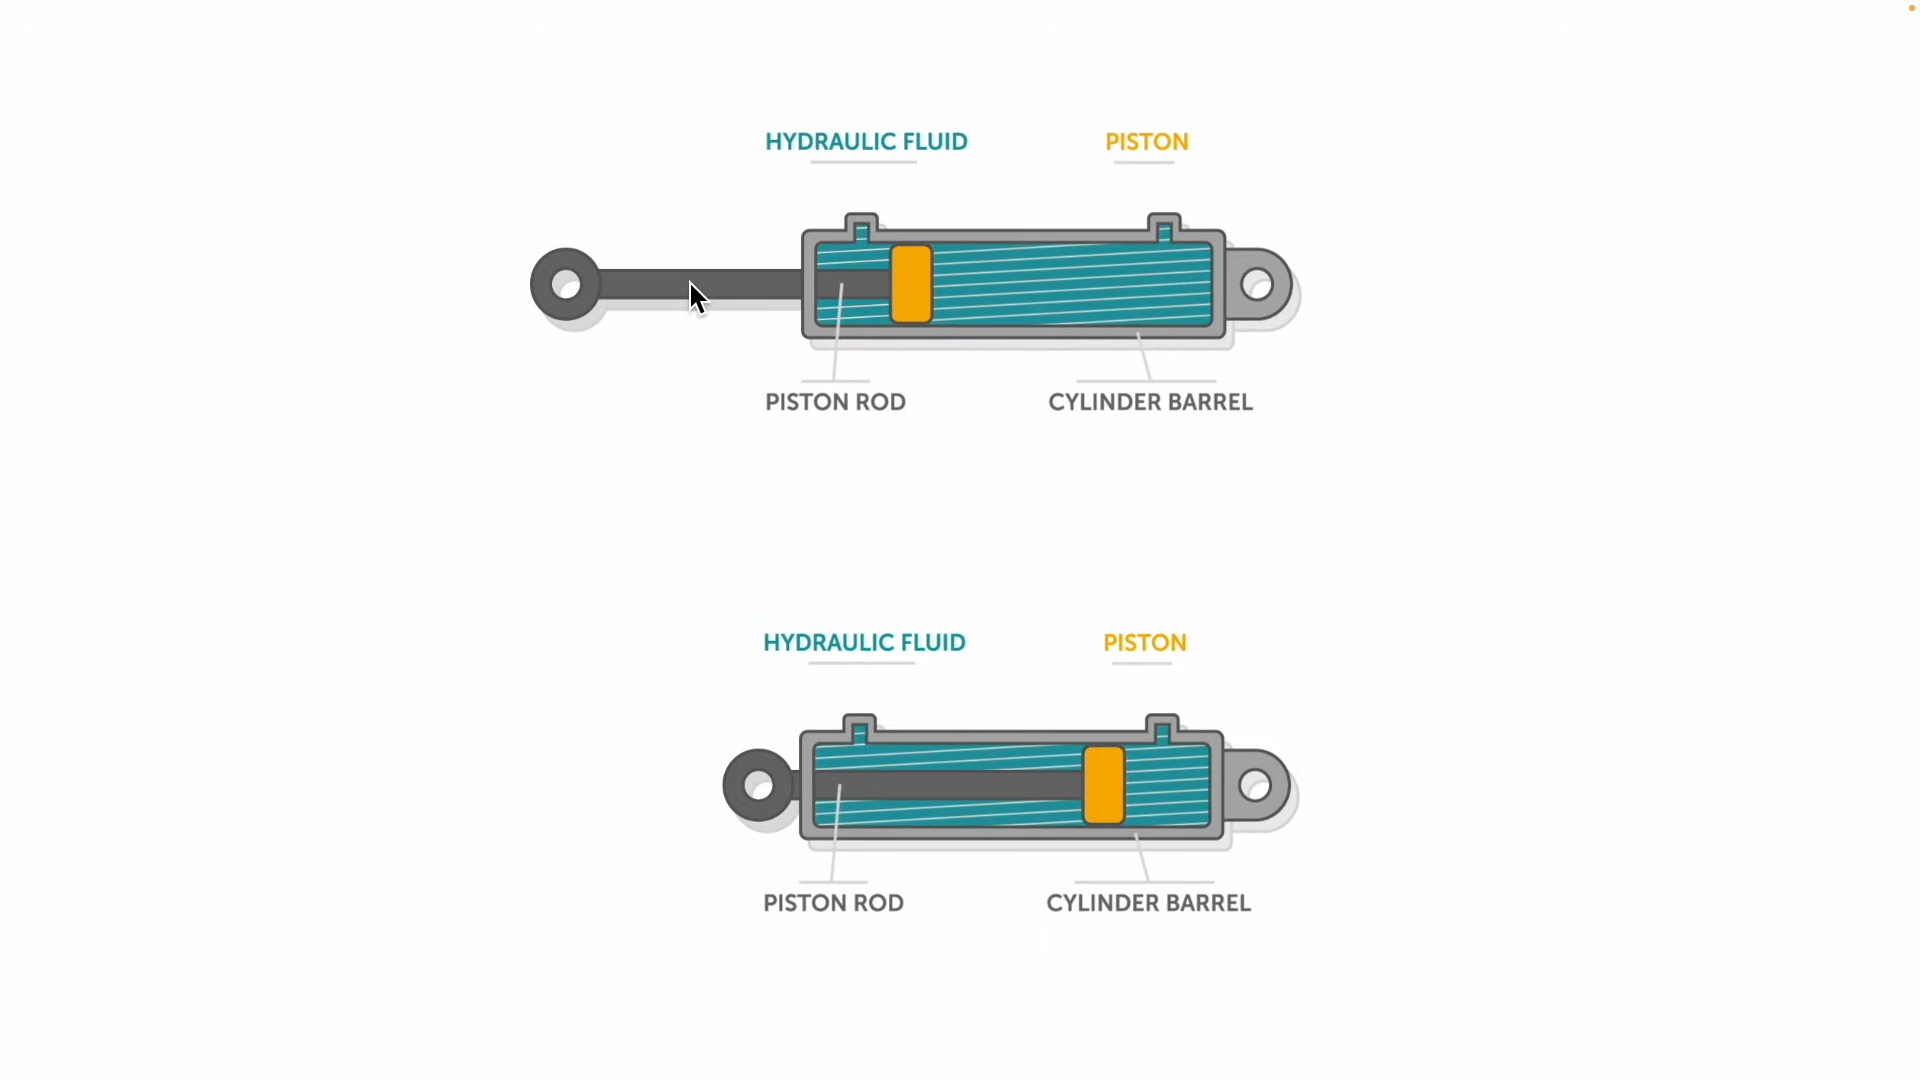 HYDRAULIC FLUID
PISTON
PISTON ROD
CYLINDER BARREL
HYDRAULIC FLUID
PISTON
PISTON ROD
CYLINDER BARREL